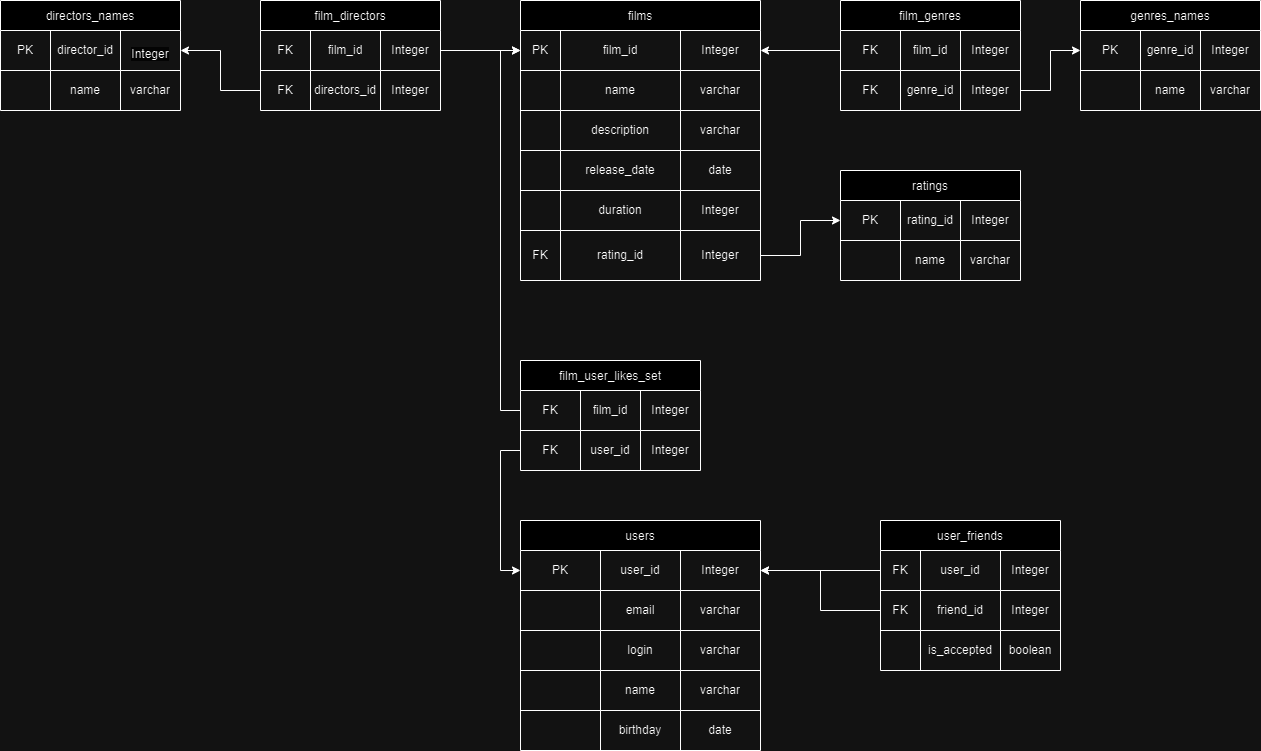 directors_names
PK director_id Integer
name varchar
film_directors
FK film_id Integer
FK directors_id Integer
films
PK film_id Integer
name varchar
description varchar
release_date date
duration Integer
FK rating_id Integer
film_genres
FK film_id Integer
FK genre_id Integer
genres_names
PK genre_id Integer
name varchar
ratings
PK rating_id Integer
name varchar
film_user_likes_set
FK film_id Integer
FK user_id Integer
users
PK user_id Integer
email varchar
login varchar
name varchar
birthday date
user_friends
FK user_id Integer
FK friend_id Integer
is_accepted boolean